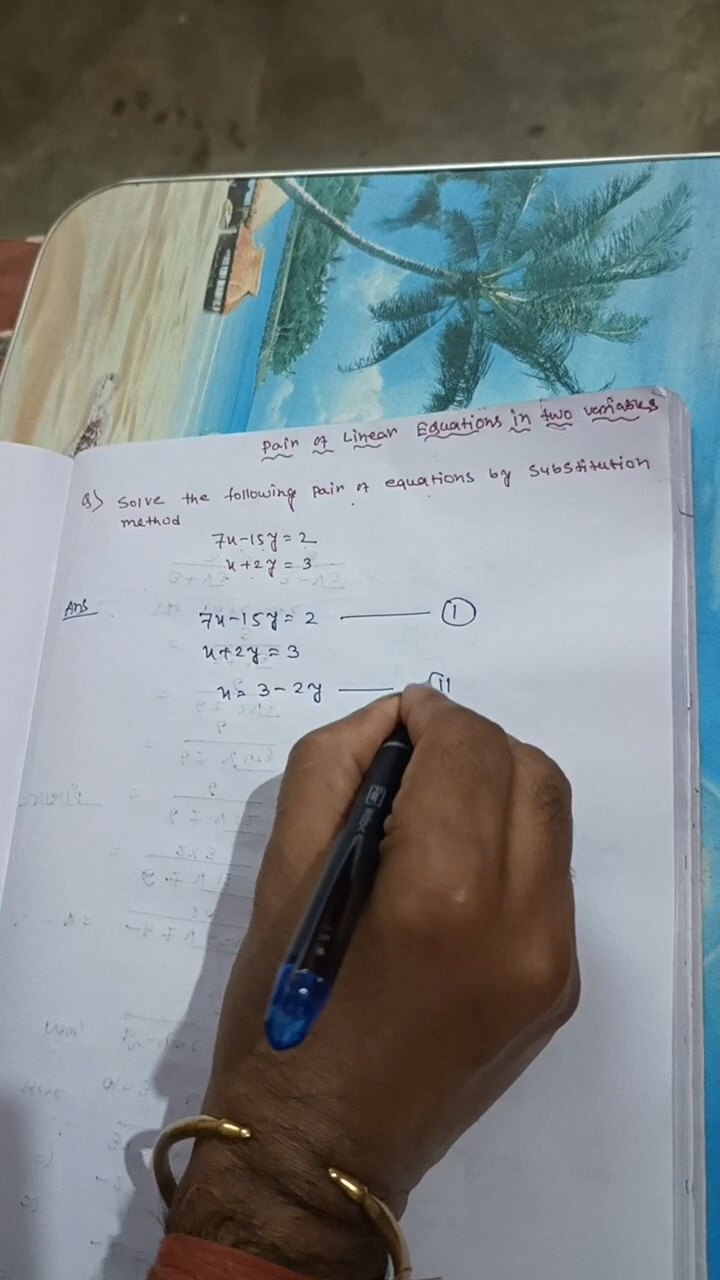 Pair of Linear Equations in two variables
Q) Solve the following pair of equations by Substitution
method
7x-15y=2
x+2y=3
Ans
7x-15y=2 ——— (1)
x+2y=3
x=3-2y ——— (11